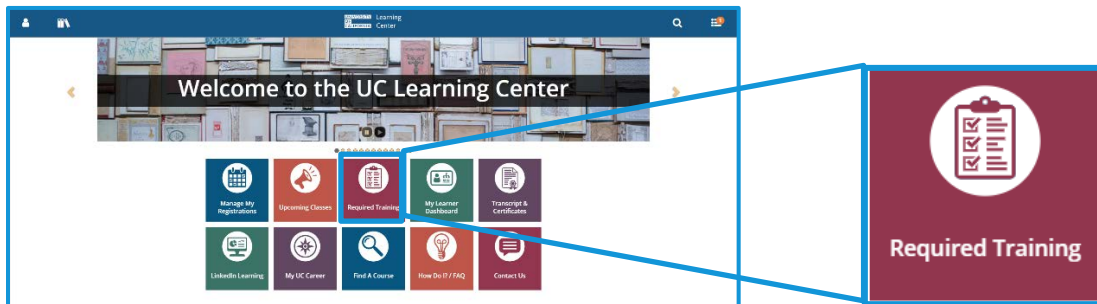 Learning
Center
Welcome to the UC Learning Center
Manage My
Registrations
Upcoming Classes
Required Training
My Learner
Dashboard
Transcript &
Certificates
LinkedIn Learning
My UC Career
Find A Course
How Do I? / FAQ
Contact Us
Required Training